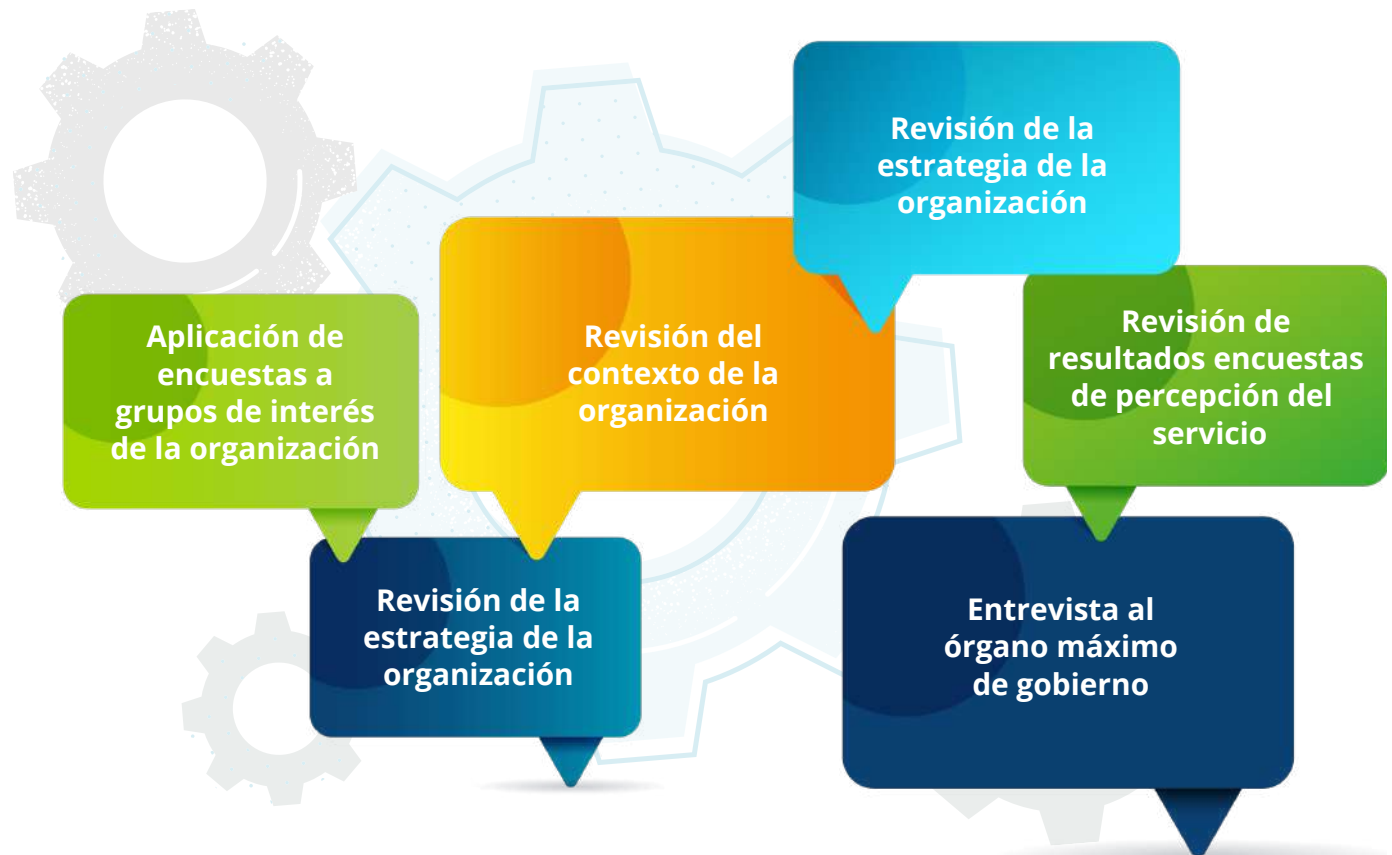 Revisión de la
estrategia de la
organización
Aplicación de
encuestas a
grupos de interés
de la organización
Revisión del
contexto de la
organización
Revisión de
resultados encuestas
de percepción del
servicio
Revisión de la
estrategia de la
organización
Entrevista al
órgano máximo
de gobierno